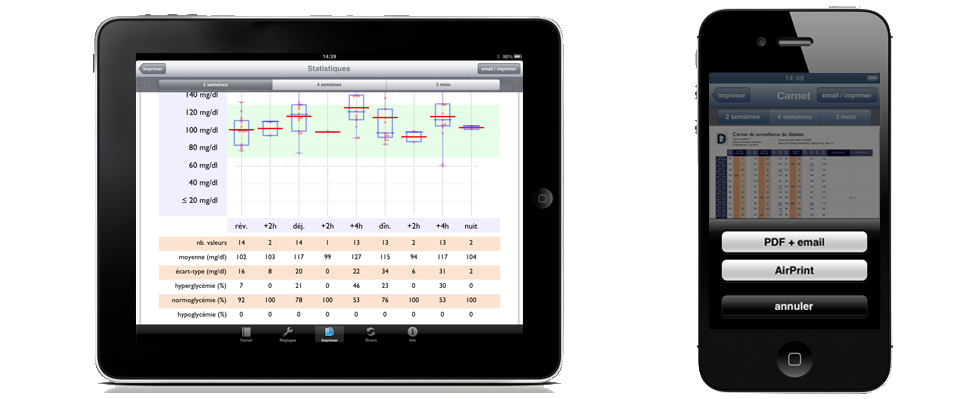 14:39
90%
Imprimer
Statistiques
email / imprimer
2 semaines
4 semaines
3 mois
140 mg/dl
120 mg/dl
100 mg/dl
80 mg/dl
60 mg/dl
40 mg/dl
≤ 20 mg/dl
rév. +2h déj. +2h +4h dîn. +2h +4h nuit
nb. valeurs 14 2 14 1 13 13 2 13 2
moyenne (mg/dl) 102 103 117 99 127 115 94 117 104
écart-type (mg/dl) 16 8 20 0 22 34 6 31 2
hyperglycémie (%) 7 0 21 0 46 23 0 30 0
normoglycémie (%) 92 100 78 100 53 76 100 53 100
hypoglycémie (%) 0 0 0 0 0 0 0 0 0
Carnet
Réglages
Imprimer
Divers
Info
14:48
Imprimer
Carnet
email / imprimer
2 semaines
4 semaines
3 mois
D
Carnet de surveillance du diabète
PDF + email
AirPrint
annuler